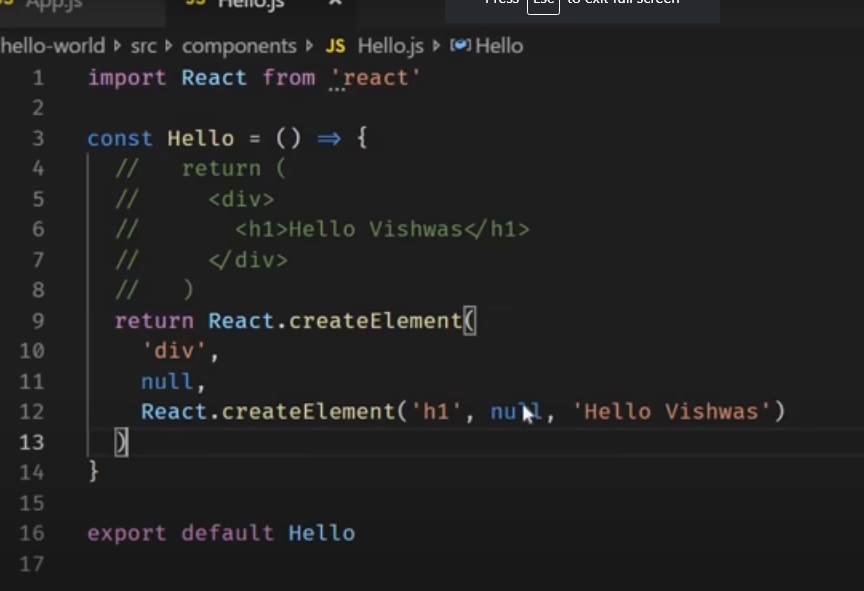 App.js Hello.js Press Esc to exit full screen
hello-world src components JS Hello.js Hello
1 import React from 'react'
2
3 const Hello = () => {
4 // return (
5 // <div>
6 // <h1>Hello Vishwas</h1>
7 // </div>
8 // )
9 return React.createElement(
10 'div',
11 null,
12 React.createElement('h1', null, 'Hello Vishwas')
13 )
14 }
15
16 export default Hello
17